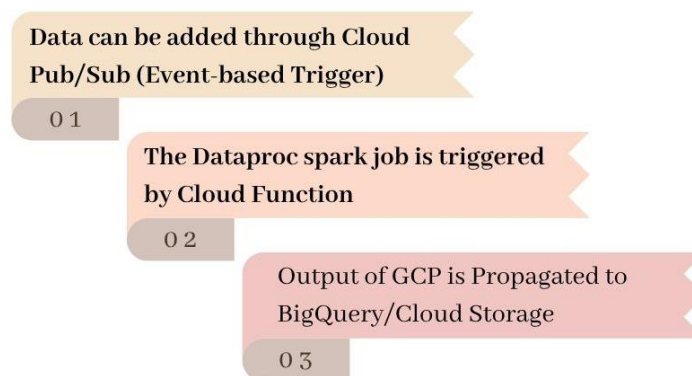 Data can be added through Cloud
Pub/Sub (Event-based Trigger)
01
The Dataproc spark job is triggered
by Cloud Function
02
Output of GCP is Propagated to
BigQuery/Cloud Storage
03